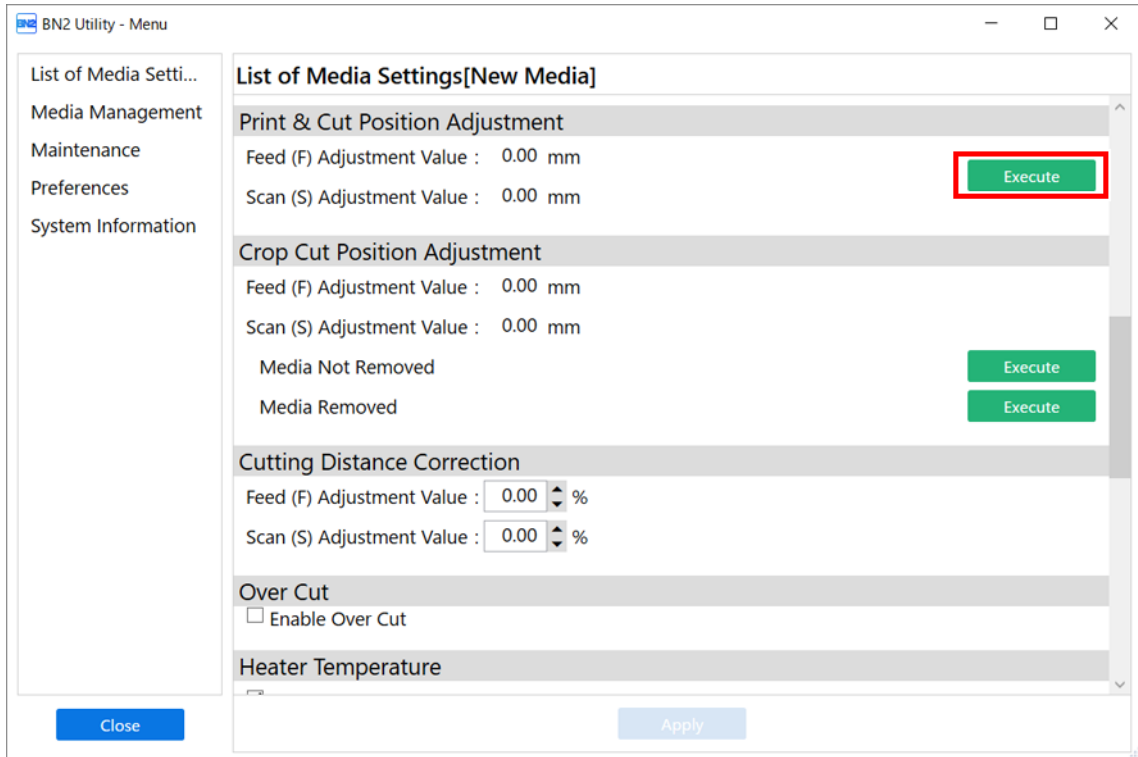 BN2 BN2 Utility - Menu
List of Media Setti...
Media Management
Maintenance
Preferences
System Information
Close
List of Media Settings[New Media]
Print & Cut Position Adjustment
Feed (F) Adjustment Value : 0.00 mm
Scan (S) Adjustment Value : 0.00 mm
Execute
Crop Cut Position Adjustment
Feed (F) Adjustment Value : 0.00 mm
Scan (S) Adjustment Value : 0.00 mm
Media Not Removed Execute
Media Removed Execute
Cutting Distance Correction
Feed (F) Adjustment Value : 0.00 %
Scan (S) Adjustment Value : 0.00 %
Over Cut
Enable Over Cut
Heater Temperature
Apply